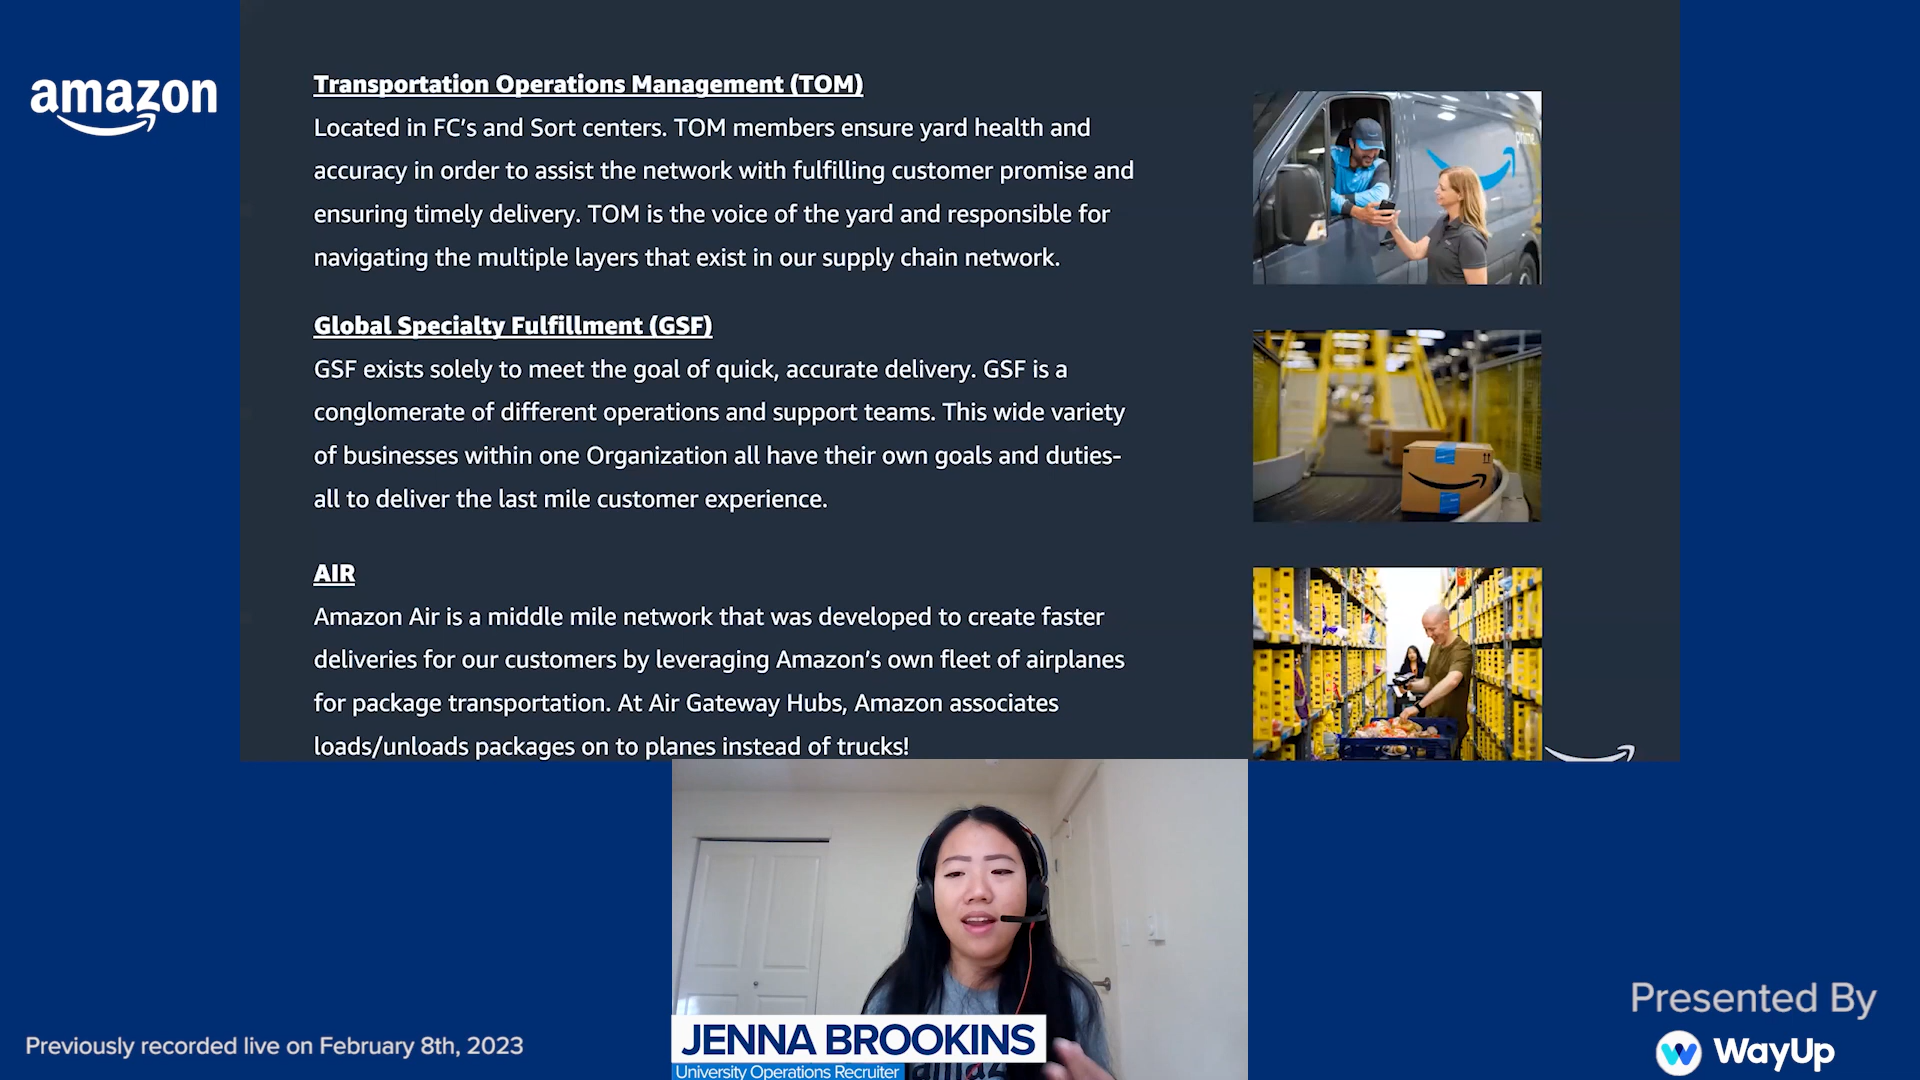 amazon
Transportation Operations Management (TOM)
Located in FC's and Sort centers. TOM members ensure yard health and
accuracy in order to assist the network with fulfilling customer promise and
ensuring timely delivery. TOM is the voice of the yard and responsible for
navigating the multiple layers that exist in our supply chain network.
prime
Global Specialty Fulfillment (GSF)
GSF exists solely to meet the goal of quick, accurate delivery. GSF is a
conglomerate of different operations and support teams. This wide variety
of businesses within one Organization all have their own goals and duties-
all to deliver the last mile customer experience.
AIR
Amazon Air is a middle mile network that was developed to create faster
deliveries for our customers by leveraging Amazon's own fleet of airplanes
for package transportation. At Air Gateway Hubs, Amazon associates
loads/unloads packages on to planes instead of trucks!
JENNA BROOKINS
University Operations Recruiter
Previously recorded live on February 8th, 2023
Presented By
WayUp